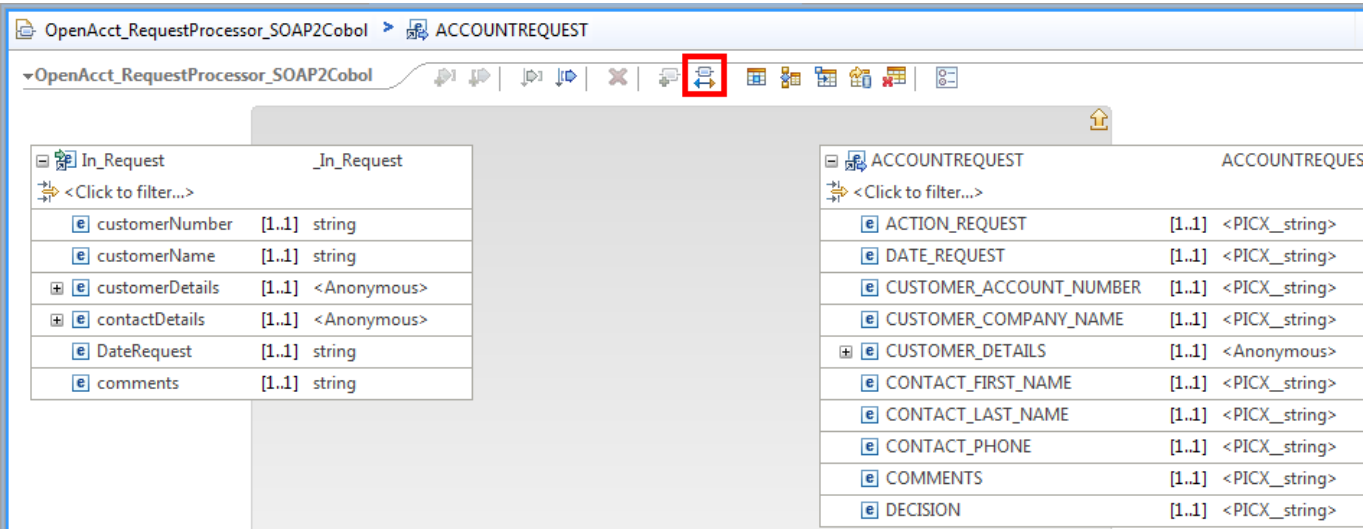 OpenAcct_RequestProcessor_SOAP2Cobol > ACCOUNTREQUEST
OpenAcct_RequestProcessor_SOAP2Cobol
In_Request _In_Request
<Click to filter...>
e customerNumber [1..1] string
e customerName [1..1] string
e customerDetails [1..1] <Anonymous>
e contactDetails [1..1] <Anonymous>
e DateRequest [1..1] string
e comments [1..1] string
ACCOUNTREQUEST ACCOUNTREQUES
<Click to filter...>
e ACTION_REQUEST [1..1] <PICX__string>
e DATE_REQUEST [1..1] <PICX__string>
e CUSTOMER_ACCOUNT_NUMBER [1..1] <PICX__string>
e CUSTOMER_COMPANY_NAME [1..1] <PICX__string>
e CUSTOMER_DETAILS [1..1] <Anonymous>
e CONTACT_FIRST_NAME [1..1] <PICX__string>
e CONTACT_LAST_NAME [1..1] <PICX__string>
e CONTACT_PHONE [1..1] <PICX__string>
e COMMENTS [1..1] <PICX__string>
e DECISION [1..1] <PICX__string>